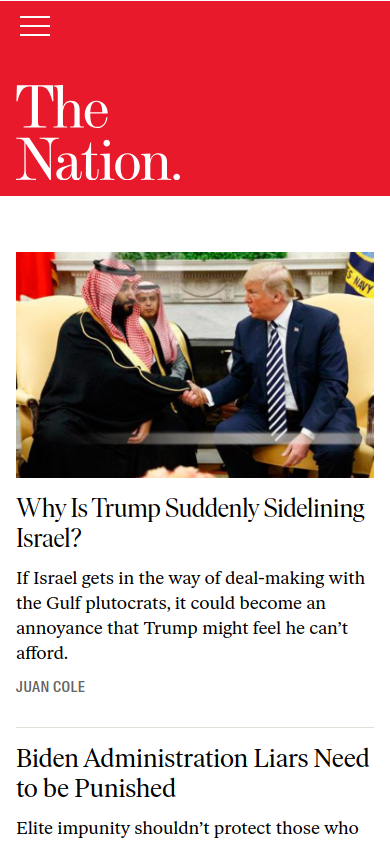 The
Nation.
NAVY
Why Is Trump Suddenly Sidelining
Israel?
If Israel gets in the way of deal-making with
the Gulf plutocrats, it could become an
annoyance that Trump might feel he can’t
afford.
JUAN COLE
Biden Administration Liars Need
to be Punished
Elite impunity shouldn’t protect those who